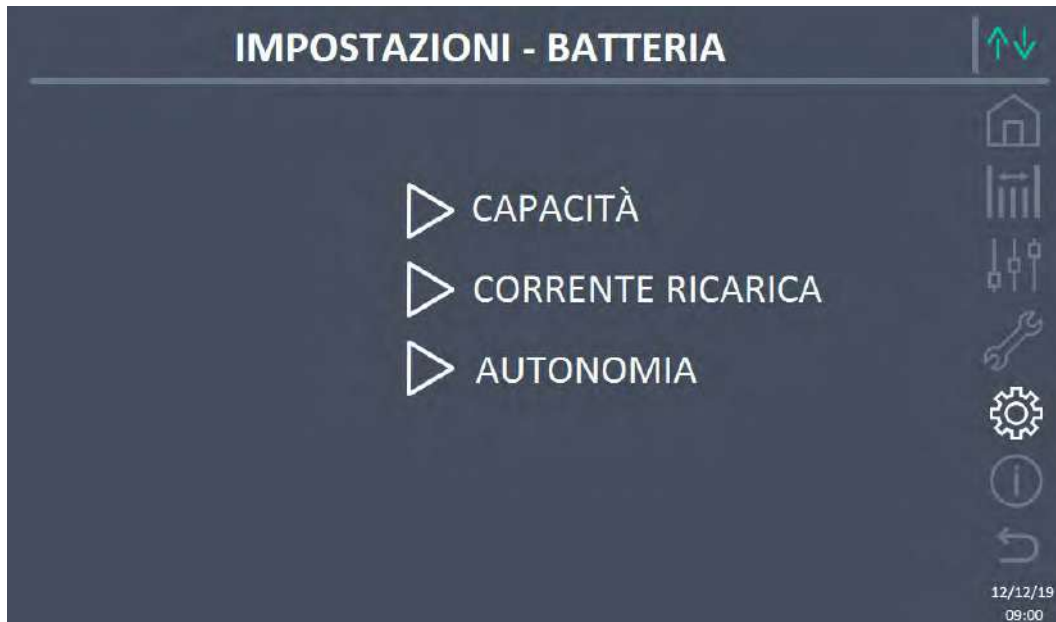 IMPOSTAZIONI - BATTERIA
CAPACITÀ
CORRENTE RICARICA
AUTONOMIA
12/12/19
09:00